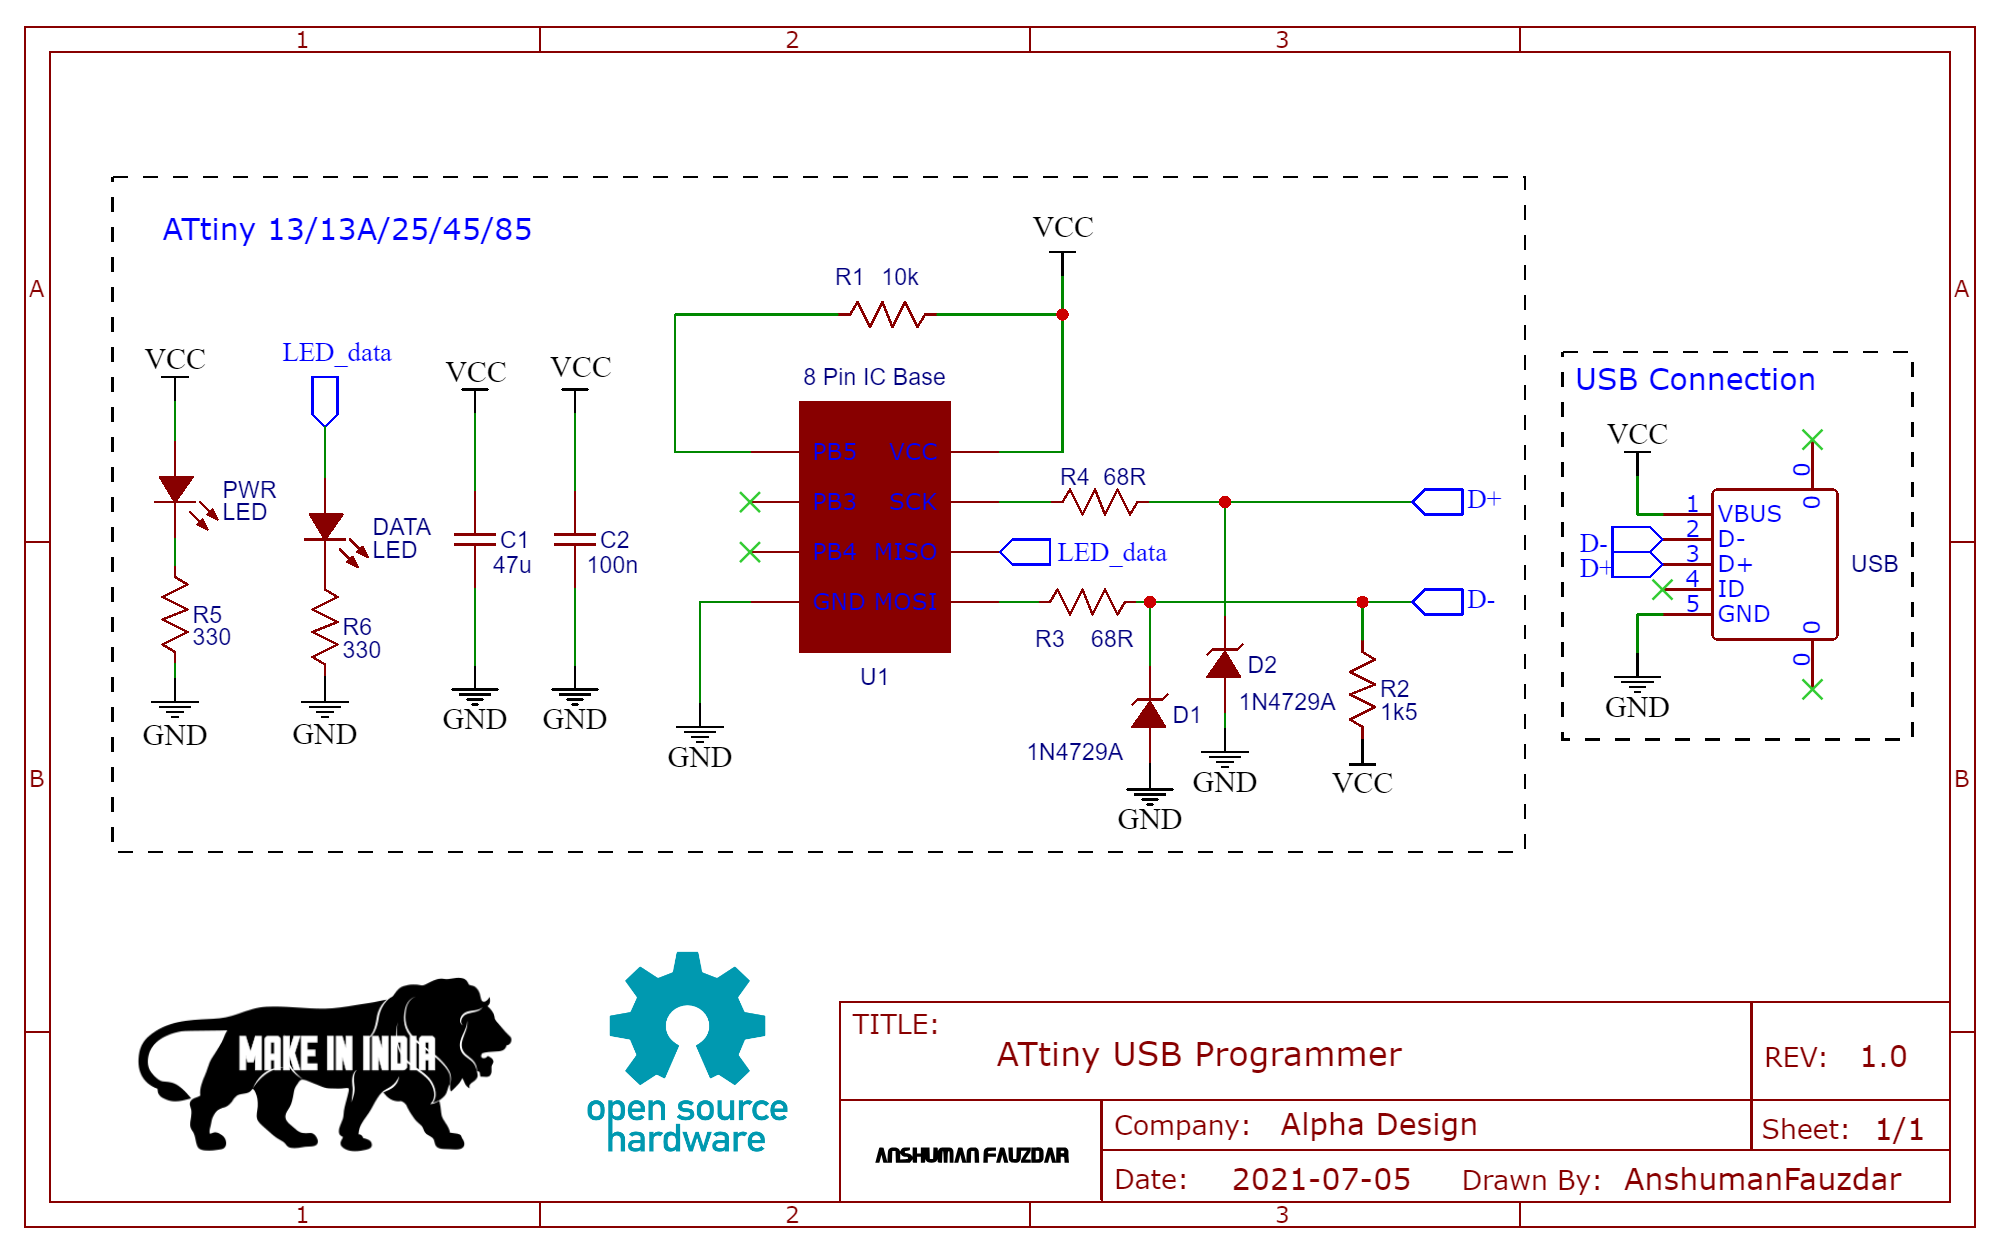 1 2 3
A A
B B
ATtiny 13/13A/25/45/85
VCC
R1 10k
VCC
LED_data
VCC
VCC
8 Pin IC Base
PB5 VCC
PB3 SCK
PB4 MISO
GND MOSI
U1
PWR
LED
R5
330
GND
DATA
LED
R6
330
GND
C1
47u
GND
C2
100n
GND
GND
R4 68R
D+
LED_data
R3 68R
D-
D1
1N4729A
GND
D2
1N4729A
GND
R2
1k5
VCC
USB Connection
VCC
0
0
1 VBUS
D- 2 D-
D+ 3 D+
4 ID
5 GND
0
0
USB
GND
MAKE IN INDIA
open source
hardware
TITLE:
ATtiny USB Programmer
REV: 1.0
ANSHUMAN FAUZDAR
Company: Alpha Design
Sheet: 1/1
Date: 2021-07-05 Drawn By: AnshumanFauzdar
1 2 3